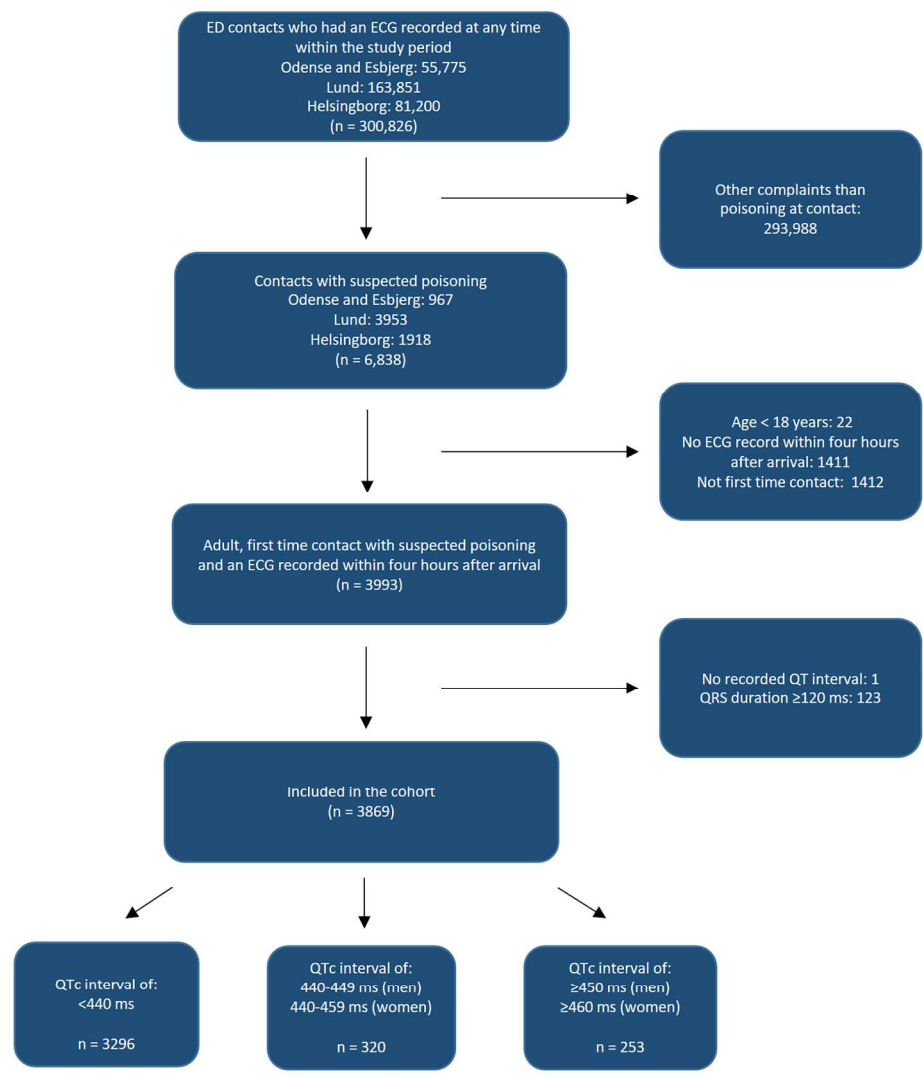 ED contacts who had an ECG recorded at any time
within the study period
Odense and Esbjerg: 55,775
Lund: 163,851
Helsingborg: 81,200
(n = 300,826)
Other complaints than
poisoning at contact:
293,988
Contacts with suspected poisoning
Odense and Esbjerg: 967
Lund: 3953
Helsingborg: 1918
(n = 6,838)
Age < 18 years: 22
No ECG record within four hours
after arrival: 1411
Not first time contact: 1412
Adult, first time contact with suspected poisoning
and an ECG recorded within four hours after arrival
(n = 3993)
No recorded QT interval: 1
QRS duration ≥120 ms: 123
Included in the cohort
(n = 3869)
QTc interval of:
<440 ms
n = 3296
QTc interval of:
440-449 ms (men)
440-459 ms (women)
n = 320
QTc interval of:
≥450 ms (men)
≥460 ms (women)
n = 253